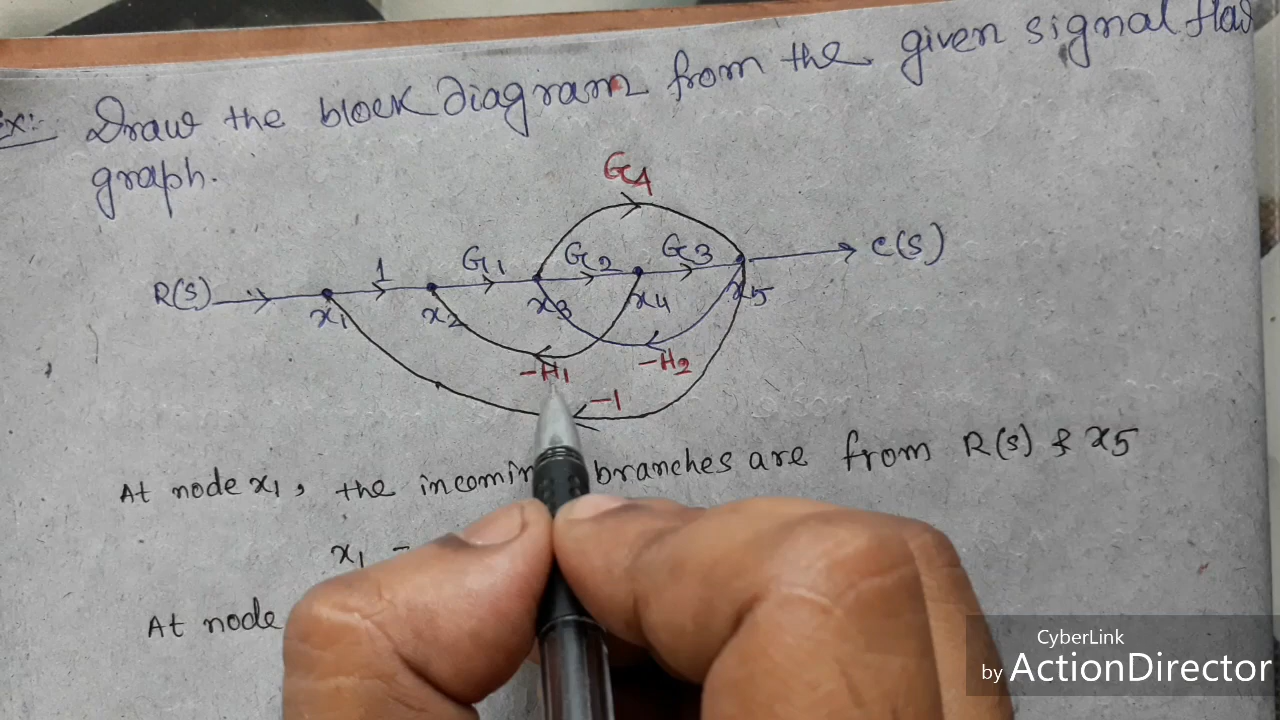 Ex:- Draw the block diagram from the given signal flow
graph.
G4
R(S) 1 G1 G2 G3 C(S)
x1 x2 x3 x4 x5
-H1 -H2
-1
At node x1, the incomin branches are from R(S) & x5
x1 =
At node
CyberLink
by ActionDirector